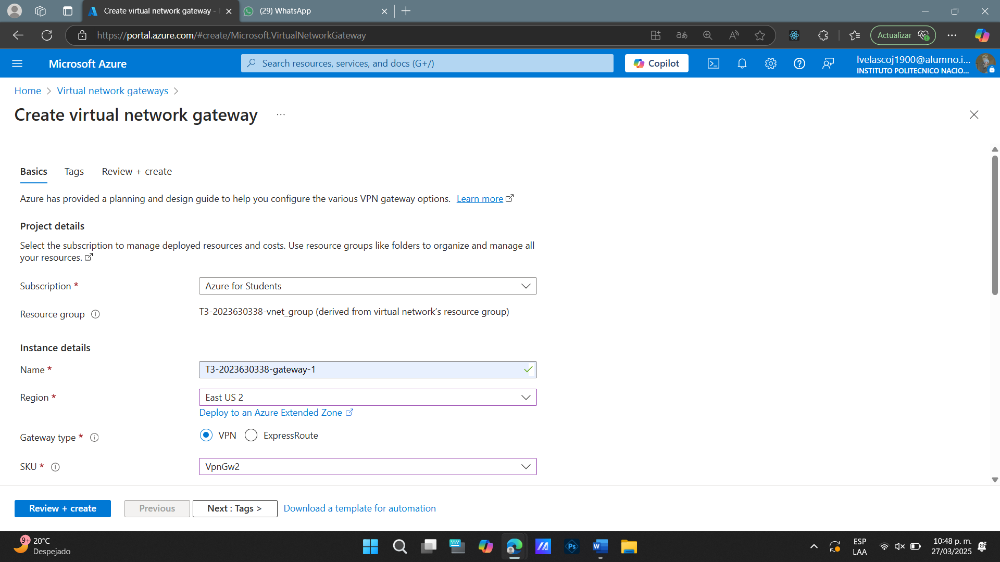 Create virtual network gateway -
(29) WhatsApp
https://portal.azure.com/#create/Microsoft.VirtualNetworkGateway
Actualizar
Microsoft Azure
Search resources, services, and docs (G+/)
Copilot
lvelascoj1900@alumno.i...
INSTITUTO POLITECNICO NACIO...
Home > Virtual network gateways >
Create virtual network gateway ...
Basics
Tags
Review + create
Azure has provided a planning and design guide to help you configure the various VPN gateway options. Learn more
Project details
Select the subscription to manage deployed resources and costs. Use resource groups like folders to organize and manage all
your resources.
Subscription *
Azure for Students
Resource group
T3-2023630338-vnet_group (derived from virtual network’s resource group)
Instance details
Name *
T3-2023630338-gateway-1
Region *
East US 2
Deploy to an Azure Extended Zone
Gateway type *
VPN
ExpressRoute
SKU *
VpnGw2
Review + create
Previous
Next : Tags >
Download a template for automation
9+
20°C
Despejado
Ps
W
ESP
LAA
10:48 p. m.
27/03/2025